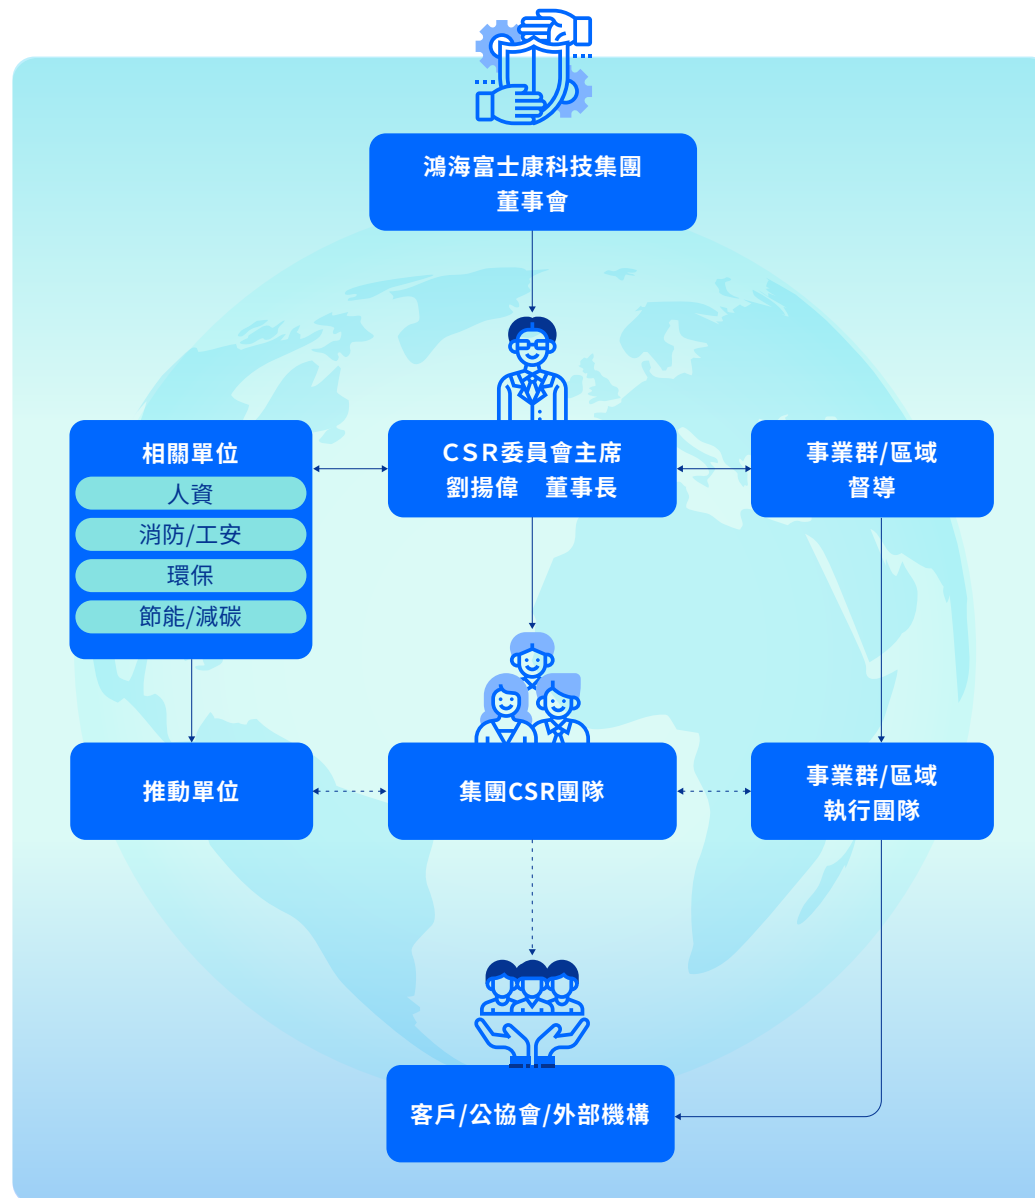 鴻海富士康科技集團
董事會
相關單位
人資
消防/工安
環保
節能/減碳
CSR委員會主席
劉揚偉　董事長
事業群/區域
督導
推動單位
集團CSR團隊
事業群/區域
執行團隊
客戶/公協會/外部機構